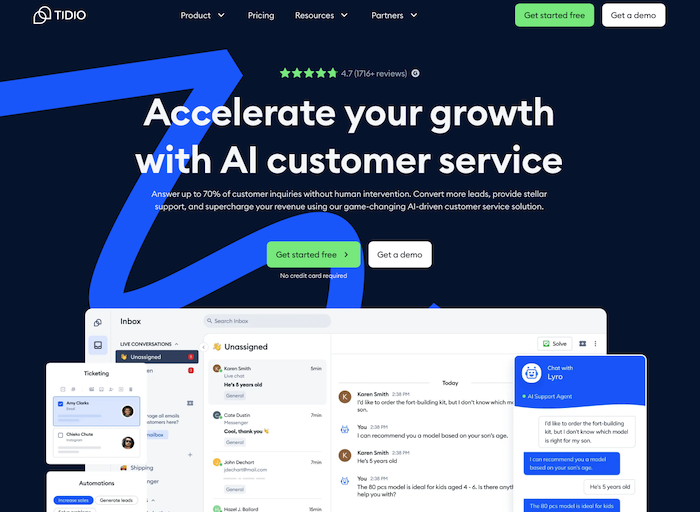 TIDIO
Product
Pricing
Resources
Partners
Get started free
Get a demo
4.7 (1716+ reviews)
Accelerate your growth
with AI customer service
Answer up to 70% of customer inquiries without human intervention. Convert more leads, provide stellar
support, and supercharge your revenue using our game-changing AI-driven customer service solution.
Get started free
Get a demo
No credit card required
Inbox
Search Inbox
LIVE CONVERSATIONS
Unassigned
Shipping
Ticketing
Amy Clarks
Email
Chieko Chute
Instagram
Automations
Increase sales
Generate leads
Unassigned
Karen Smith
5min
Live chat
He's 5 years old
General
Cate Dustin
7min
Messenger
Cool, thank you
General
John Dechort
10min
jdechort@mail.com
General
Hazel J. Ballard
15min
Solve
Today
Karen Smith 2:38 PM
I'd like to order the fort-building kit, but I don't know which m
son.
You 2:38 PM
I can recommend you a model based on your son's age.
Karen Smith 2:38 PM
He's 5 years old
You 2:38 PM
The 80 pcs model is ideal for kids aged 4 - 6. Is there anyth
help you with?
Chat with
Lyro
AI Support Agent
I'd like to order the fort-building
kit, but I don't know which model
is right for my son.
I can recommend you a model
based on your son's age.
He's 5 years old
The 80 pcs model is ideal for kids